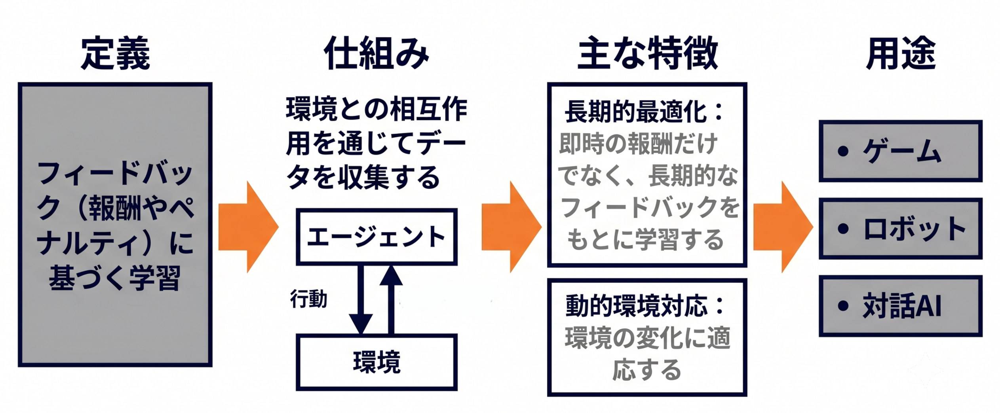 定義
フィードバッ
ク（報酬やペ
ナルティ）に
基づく学習
仕組み
環境との相互作
用を通じてデー
タを収集する
エージェント
行動
環境
主な特徴
長期的最適化：
即時の報酬だけ
でなく、長期的な
フィードバックを
もとに学習する
動的環境対応：
環境の変化に適
応する
用途
• ゲーム
• ロボット
• 対話AI